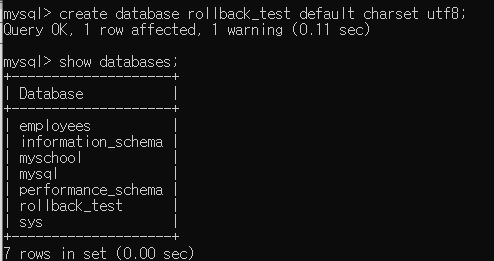 mysql> create database rollback_test default charset utf8;
Query OK, 1 row affected, 1 warning (0.11 sec)
mysql> show databases;
+--------------------+
| Database           |
+--------------------+
| employees          |
| information_schema |
| myschool           |
| mysql              |
| performance_schema |
| rollback_test      |
| sys                |
+--------------------+
7 rows in set (0.00 sec)